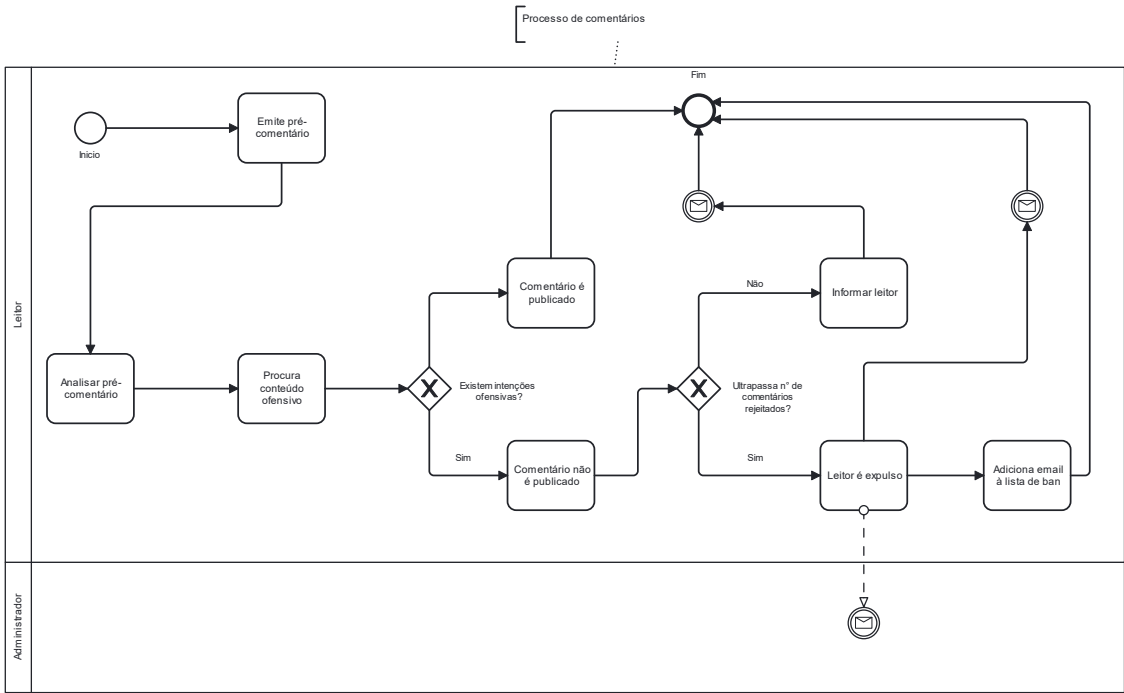 Processo de comentários
Fim
Emite pré-
comentário
Inicio
Leitor
Comentário é
publicado
Não
Informar leitor
Analisar pré-
comentário
Procura
conteúdo
ofensivo
Existem intenções
ofensivas?
Ultrapassa n° de
comentários
rejeitados?
Sim
Comentário não
é publicado
Sim
Leitor é expulso
Adiciona email
à lista de ban
Administrador